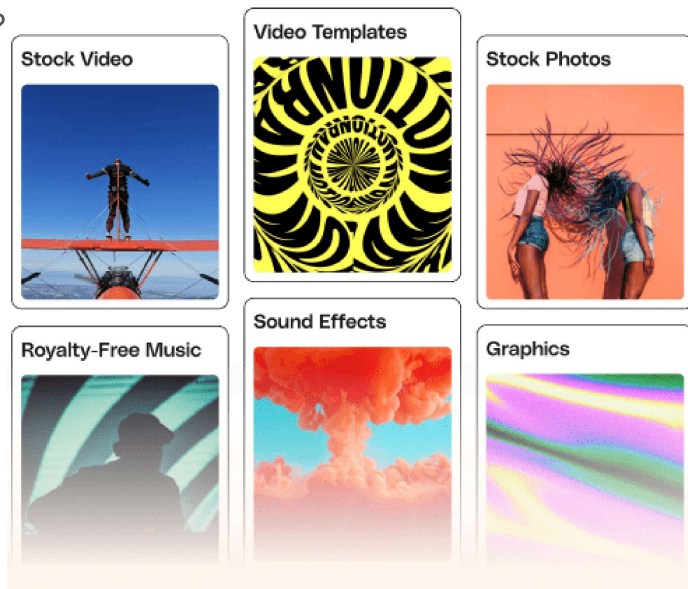 Stock Video
Video Templates
Stock Photos
Royalty-Free Music
Sound Effects
Graphics